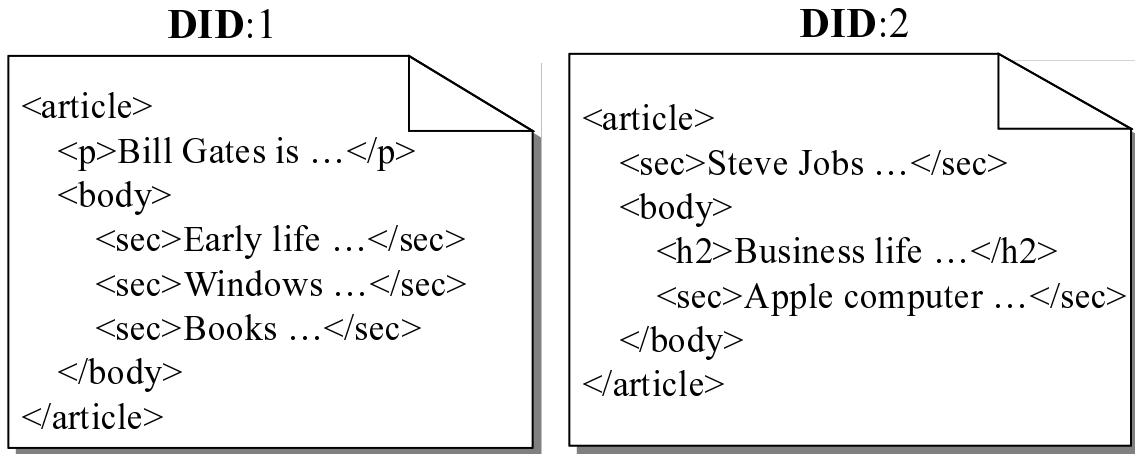 DID:1
<article>
<p>Bill Gates is …</p>
<body>
<sec>Early life …</sec>
<sec>Windows …</sec>
<sec>Books …</sec>
</body>
</article>
DID:2
<article>
<sec>Steve Jobs …</sec>
<body>
<h2>Business life …</h2>
<sec>Apple computer …</sec>
</body>
</article>